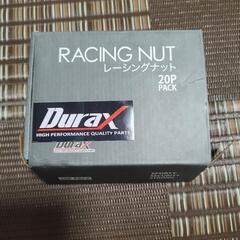 RACING NUT
レーシングナット
20P
PACK
DuraX
HIGH PERFORMANCE QUALITY PARTS
DuraX